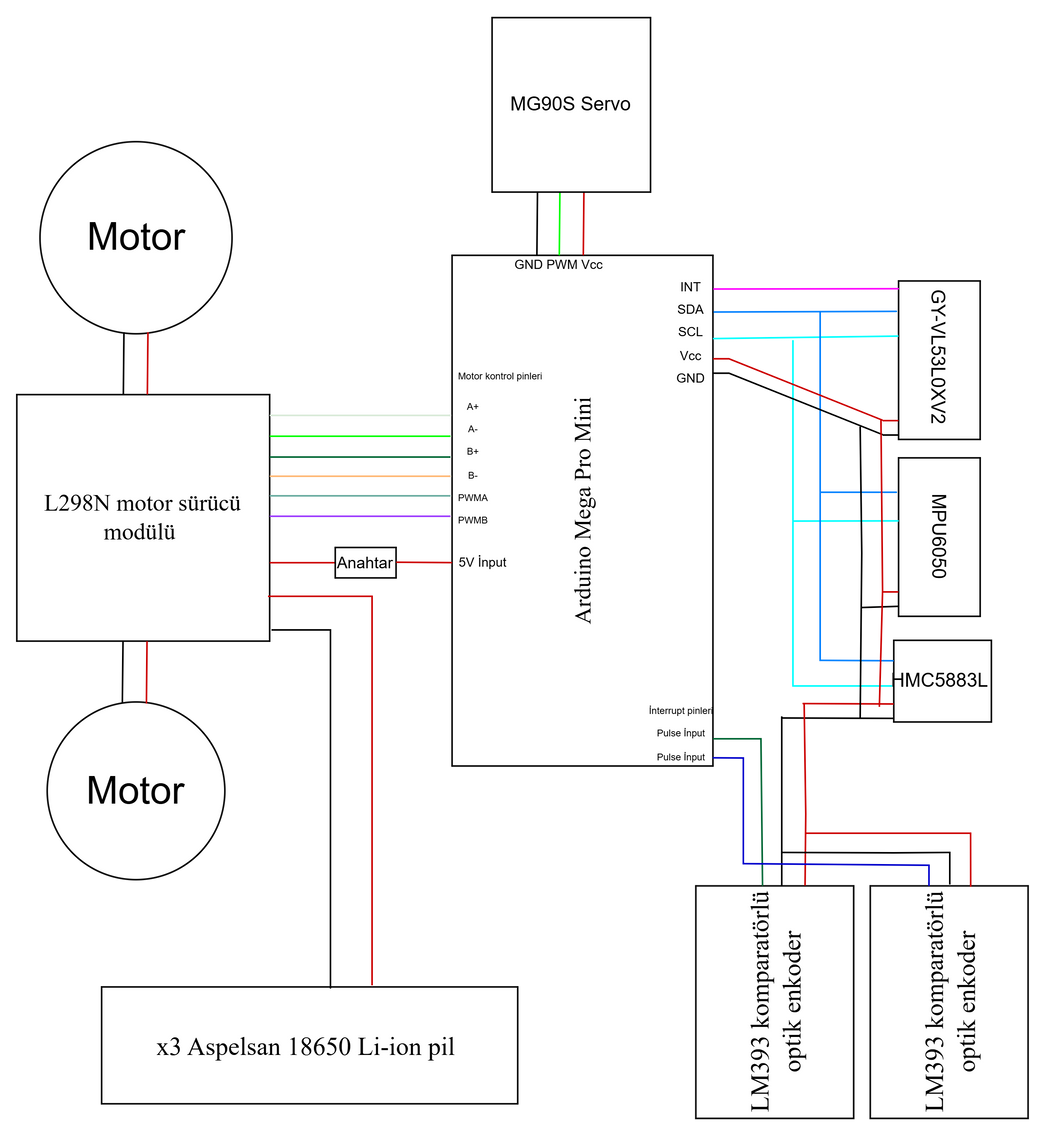 MG90S Servo
Motor
GND PWM Vcc
INT
SDA
SCL
Vcc
GND
GY-VL53L0XV2
Motor kontrol pinleri
A+
A-
B+
B-
PWMA
PWMB
5V İnput
Arduino Mega Pro Mini
L298N motor sürücü
modülü
Anahtar
MPU6050
HMC5883L
İnterrupt pinleri
Pulse İnput
Pulse İnput
Motor
LM393 komparatörlü
optik enkoder
LM393 komparatörlü
optik enkoder
x3 Aspelsan 18650 Li-ion pil